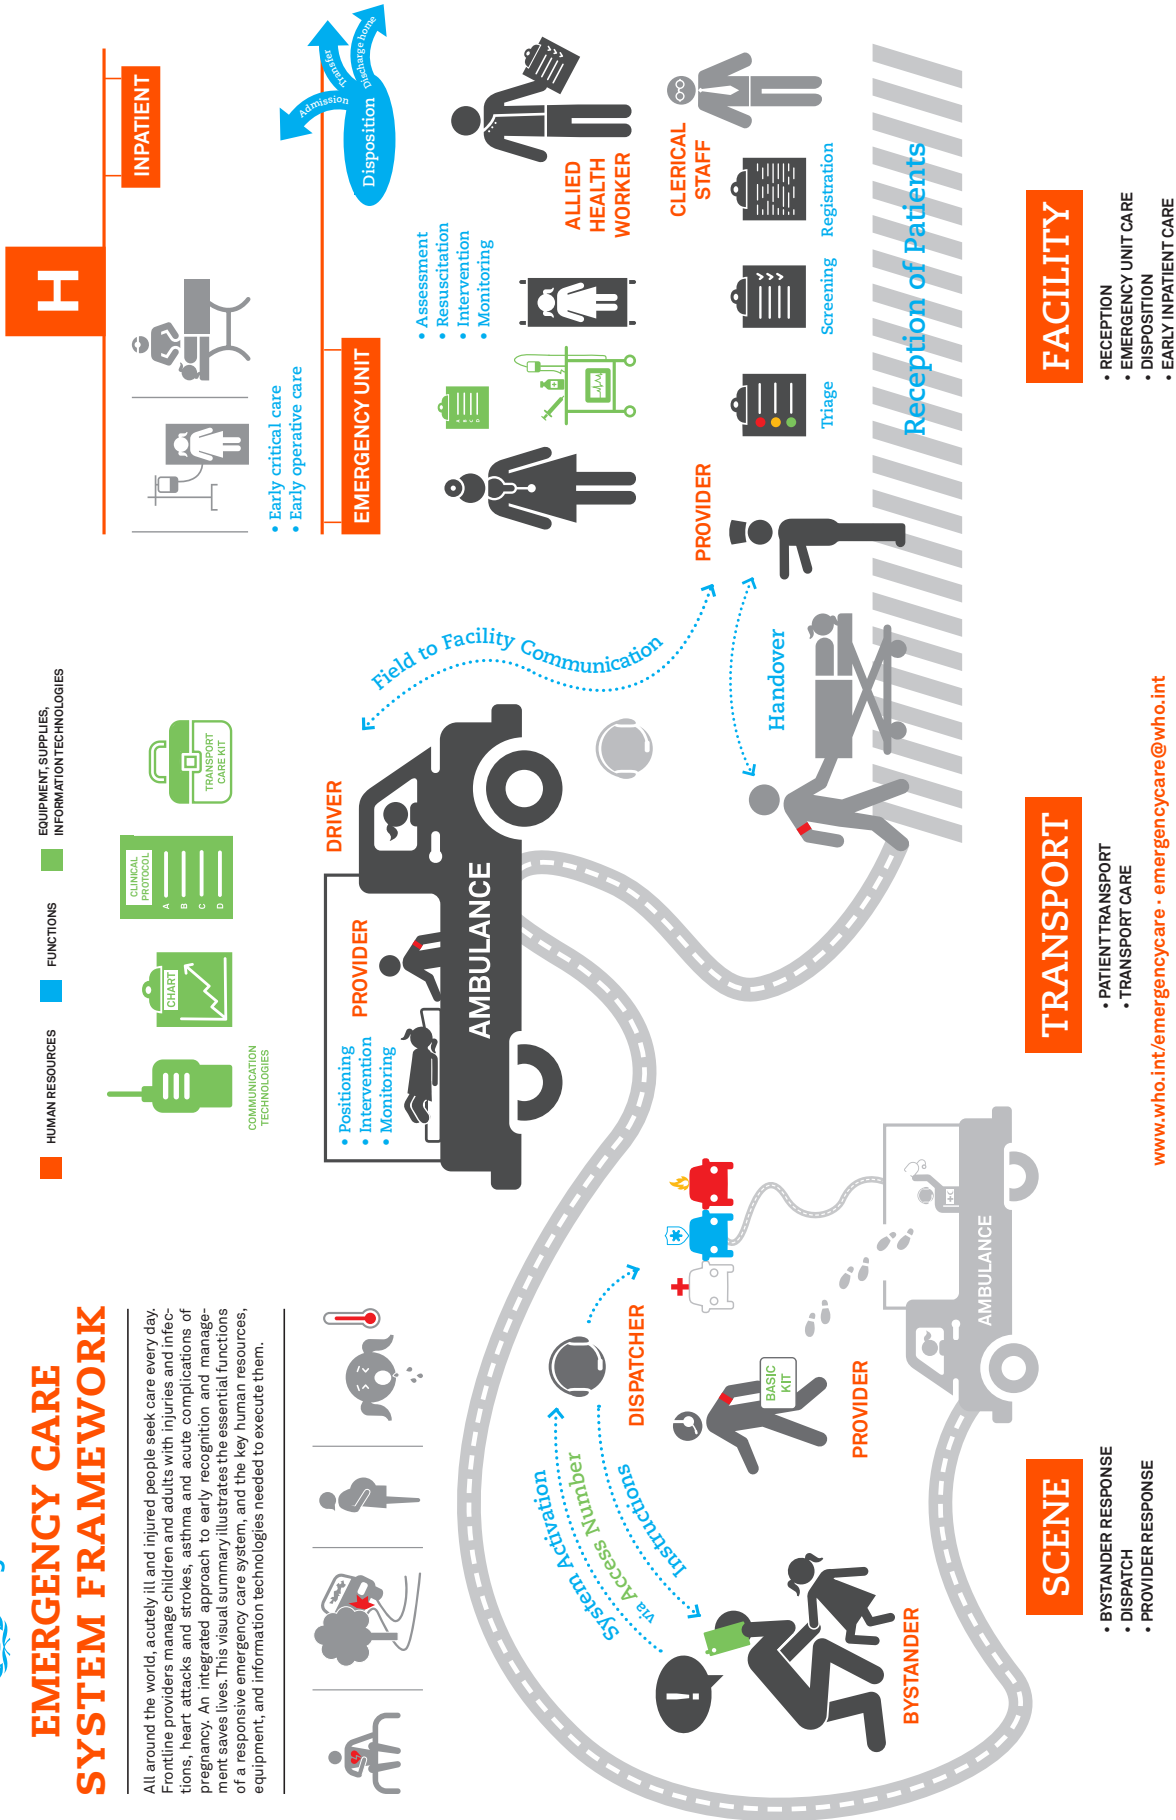 EMERGENCY CARE
SYSTEM FRAMEWORK
All around the world, acutely ill and injured people seek care every day.
Frontline providers manage children and adults with injuries and infec-
tions, heart attacks and strokes, asthma and acute complications of
pregnancy. An integrated approach to early recognition and manage-
ment saves lives. This visual summary illustrates the essential functions
of a responsive emergency care system, and the key human resources,
equipment, and information technologies needed to execute them.
HUMAN RESOURCES
FUNCTIONS
EQUIPMENT, SUPPLIES,
INFORMATION TECHNOLOGIES
COMMUNICATION
TECHNOLOGIES
CHART
CLINICAL
PROTOCOL
A
B
C
D
TRANSPORT
CARE KIT
H
INPATIENT
• Early critical care
• Early operative care
EMERGENCY UNIT
Admission
Transfer
Discharge home
Disposition
• Assessment
• Resuscitation
• Intervention
• Monitoring
A
B
C
D
ALLIED
HEALTH
WORKER
CLERICAL
STAFF
PROVIDER
Triage
Screening
Registration
Reception of Patients
DRIVER
PROVIDER
• Positioning
• Intervention
• Monitoring
AMBULANCE
Field to Facility Communication
Handover
System Activation
via Access Number
Instructions
DISPATCHER
!
BYSTANDER
BASIC
KIT
PROVIDER
AMBULANCE
SCENE
• BYSTANDER RESPONSE
• DISPATCH
• PROVIDER RESPONSE
TRANSPORT
• PATIENT TRANSPORT
• TRANSPORT CARE
FACILITY
• RECEPTION
• EMERGENCY UNIT CARE
• DISPOSITION
• EARLY INPATIENT CARE
www.who.int/emergencycare · emergencycare@who.int